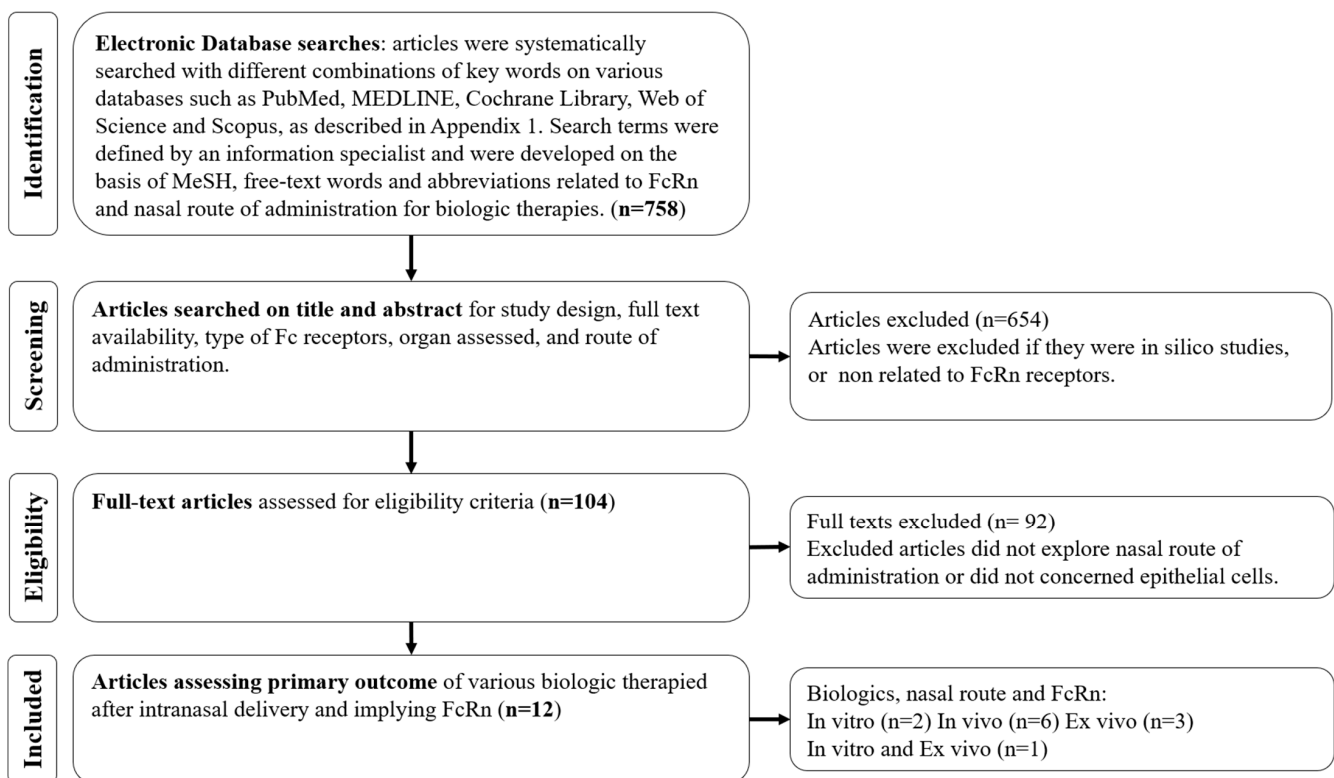 Identification
Electronic Database searches: articles were systematically
searched with different combinations of key words on various
databases such as PubMed, MEDLINE, Cochrane Library, Web of
Science and Scopus, as described in Appendix 1. Search terms were
defined by an information specialist and were developed on the
basis of MeSH, free-text words and abbreviations related to FcRn
and nasal route of administration for biologic therapies. (n=758)
Screening
Articles searched on title and abstract for study design, full text
availability, type of Fc receptors, organ assessed, and route of
administration.
Articles excluded (n=654)
Articles were excluded if they were in silico studies,
or non related to FcRn receptors.
Eligibility
Full-text articles assessed for eligibility criteria (n=104)
Full texts excluded (n= 92)
Excluded articles did not explore nasal route of
administration or did not concerned epithelial cells.
Included
Articles assessing primary outcome of various biologic therapied
after intranasal delivery and implying FcRn (n=12)
Biologics, nasal route and FcRn:
In vitro (n=2) In vivo (n=6) Ex vivo (n=3)
In vitro and Ex vivo (n=1)